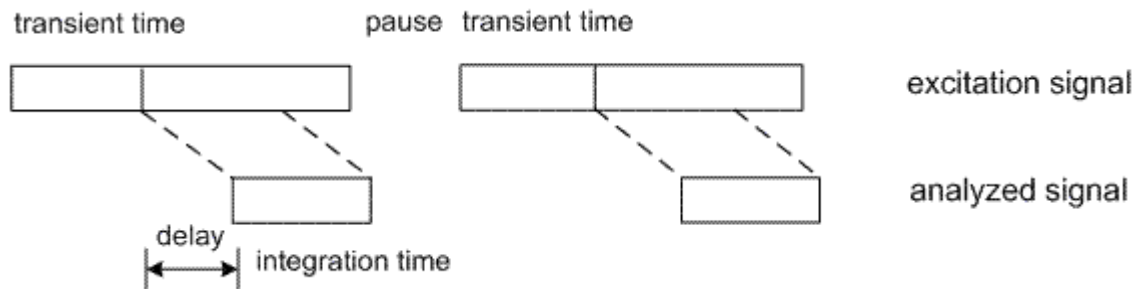 transient time pause transient time
excitation signal
analyzed signal
delay
integration time